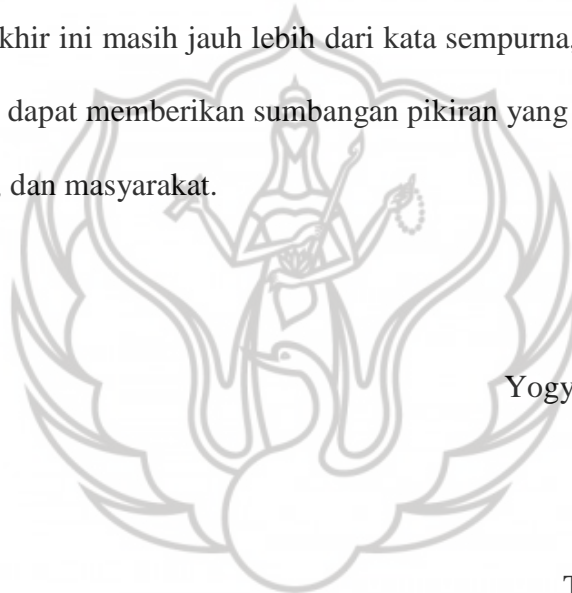 khir ini masih jauh lebih dari kata sempurna.
dapat memberikan sumbangan pikiran yang
dan masyarakat.
Yogy
T